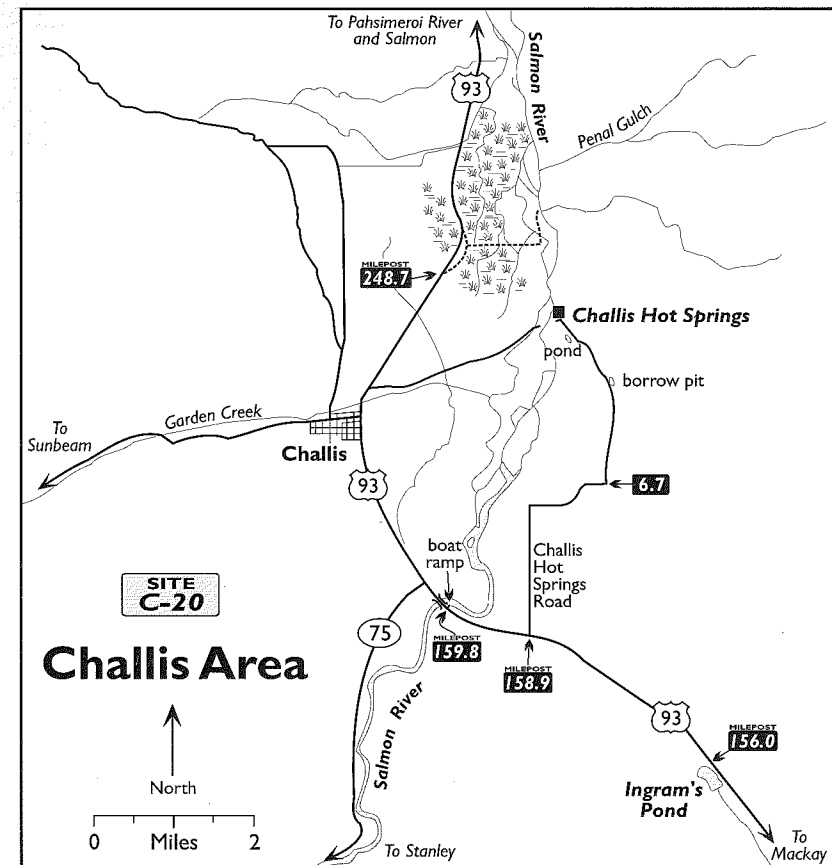 To Pahsimeroi River
and Salmon
93
Salmon River
Penal Gulch
MILEPOST
248.7
Challis Hot Springs
pond
borrow pit
Garden Creek
To
Sunbeam
Challis
93
6.7
boat
ramp
Challis
Hot
Springs
Road
SITE
C-20
75
MILEPOST
159.8
MILEPOST
158.9
Challis Area
Salmon River
93
MILEPOST
156.0
North
Ingram's
Pond
0 Miles 2
To Stanley
To
Mackay